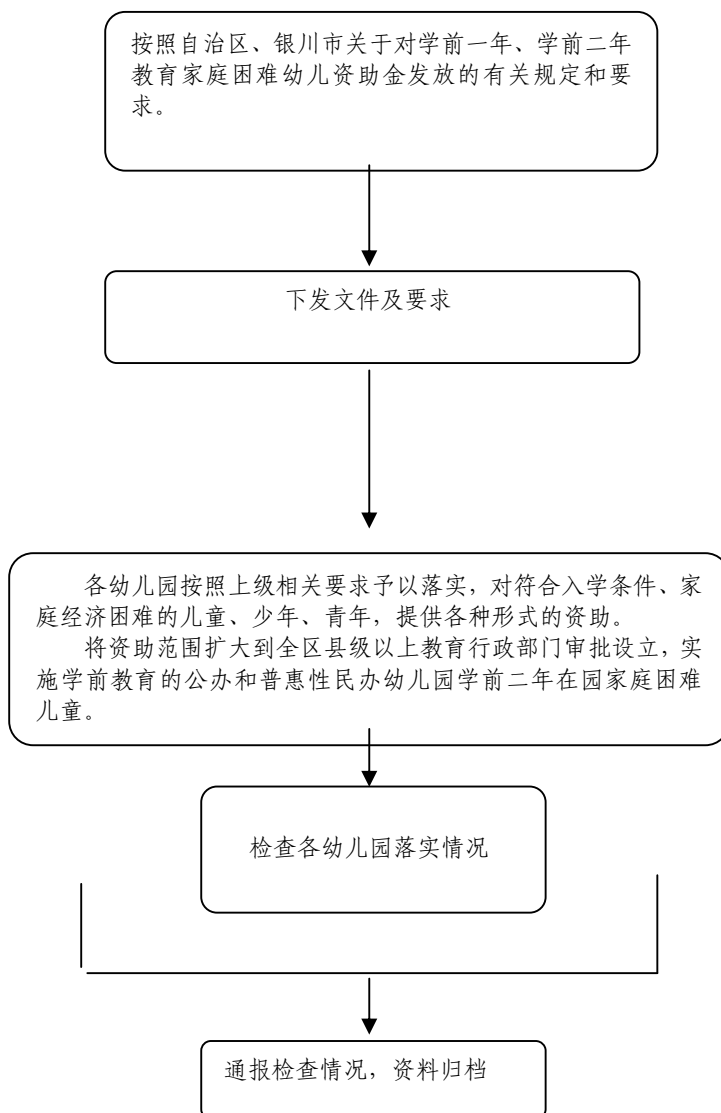 按照自治区、银川市关于对学前一年、学前二年
教育家庭困难幼儿资助金发放的有关规定和要
求。
下发文件及要求
各幼儿园按照上级相关要求予以落实，对符合入学条件、家
庭经济困难的儿童、少年、青年，提供各种形式的资助。
将资助范围扩大到全区县级以上教育行政部门审批设立，实
施学前教育的公办和普惠性民办幼儿园学前二年在园家庭困难
儿童。
检查各幼儿园落实情况
通报检查情况，资料归档